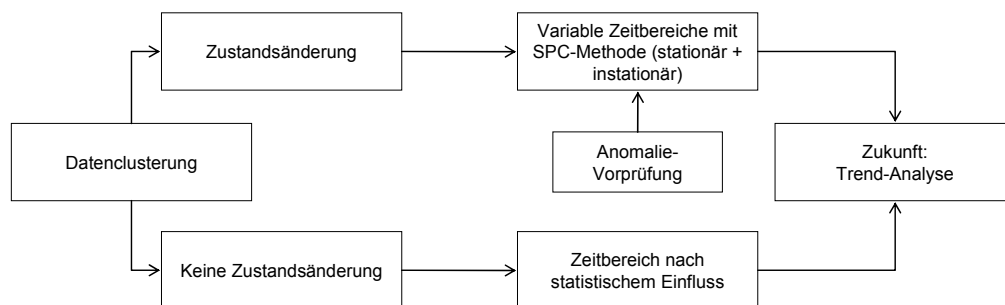 Zustandsänderung
Variable Zeitbereiche mit
SPC-Methode (stationär +
instationär)
Datenclusterung
Anomalie-
Vorprüfung
Zukunft:
Trend-Analyse
Keine Zustandsänderung
Zeitbereich nach
statistischem Einfluss